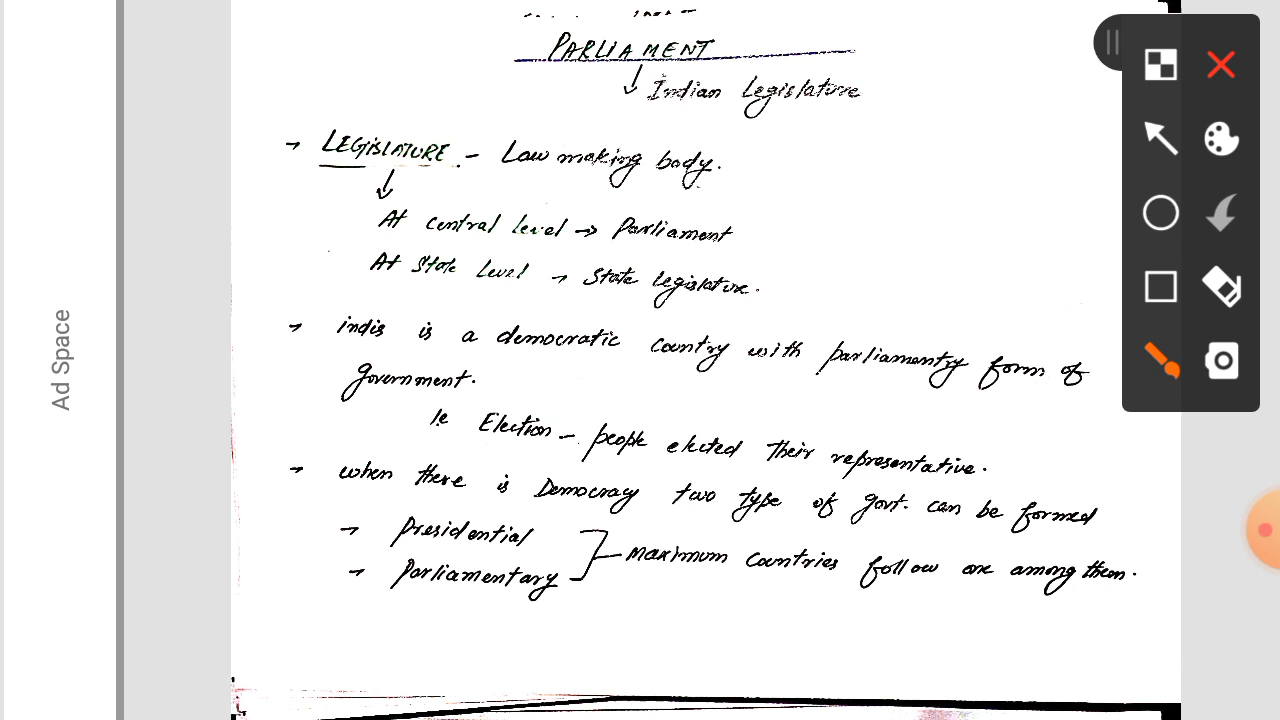 PARLIAMENT
↓ Indian Legislature
→ LEGISLATURE - Law making body.
↓
At central level → Parliament
At State Level → State legislature.
→ india is a democratic country with parliamentry form of
government.
ie Election - people elected their representative.
→ when there is Democracy two type of govt. can be formed
→ Presidential
→ Parliamentary
maximum countries follow one among them.
Ad Space